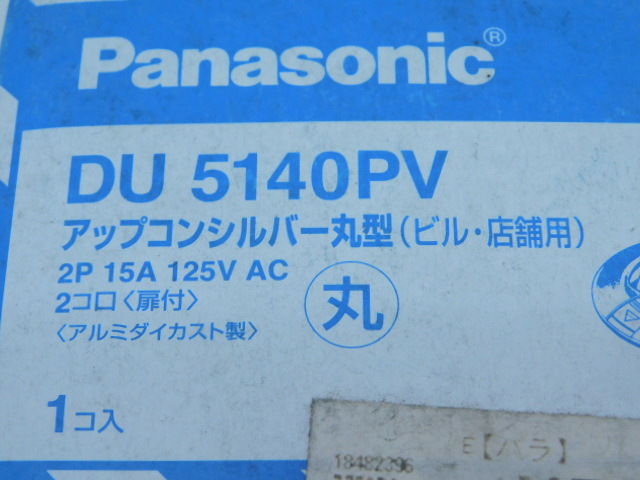 Panasonic®
DU 5140PV
アップコンシルバー丸型(ビル・店舗用)
2P 15A 125V AC
2コロ〈扉付〉
〈アルミダイカスト製〉
丸
1コ入
E【バラ】
18482396